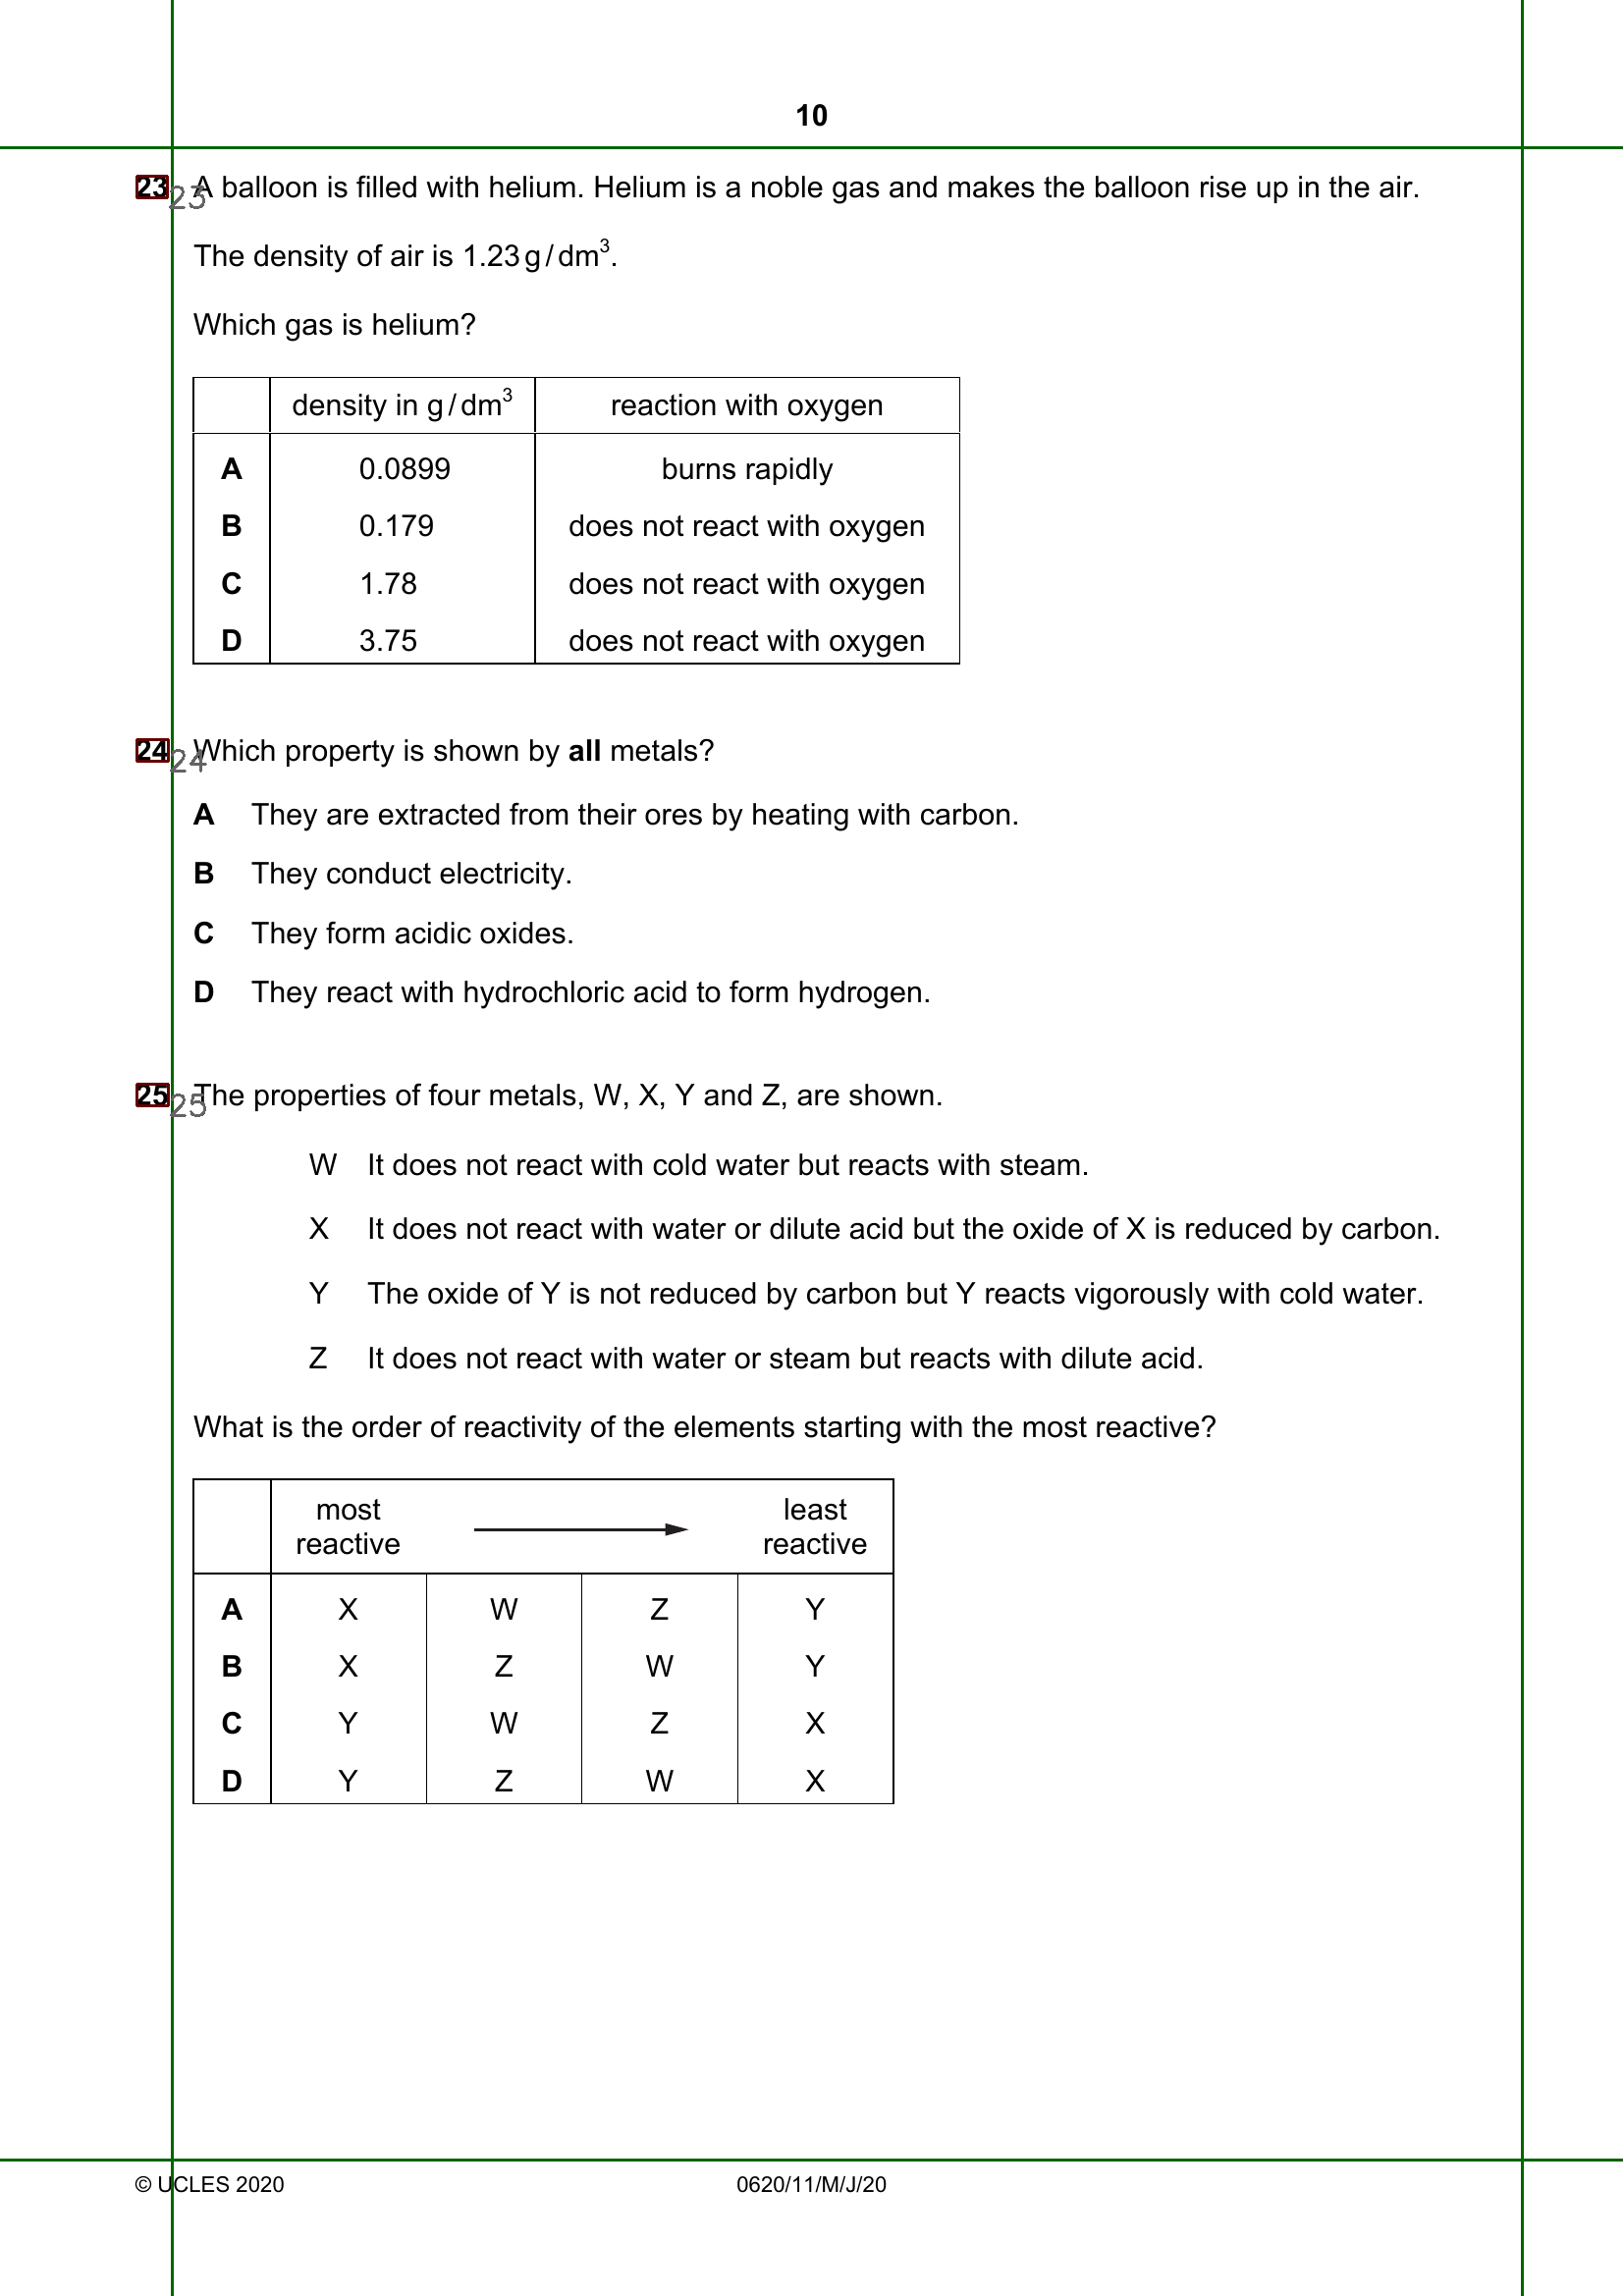 10
23 23 A balloon is filled with helium. Helium is a noble gas and makes the balloon rise up in the air.
The density of air is 1.23 g / dm³.
Which gas is helium?
density in g / dm³ reaction with oxygen
A 0.0899 burns rapidly
B 0.179 does not react with oxygen
C 1.78 does not react with oxygen
D 3.75 does not react with oxygen
24 24 Which property is shown by all metals?
A They are extracted from their ores by heating with carbon.
B They conduct electricity.
C They form acidic oxides.
D They react with hydrochloric acid to form hydrogen.
25 25 The properties of four metals, W, X, Y and Z, are shown.
W It does not react with cold water but reacts with steam.
X It does not react with water or dilute acid but the oxide of X is reduced by carbon.
Y The oxide of Y is not reduced by carbon but Y reacts vigorously with cold water.
Z It does not react with water or steam but reacts with dilute acid.
What is the order of reactivity of the elements starting with the most reactive?
most least
reactive reactive
A X W Z Y
B X Z W Y
C Y W Z X
D Y Z W X
© UCLES 2020 0620/11/M/J/20